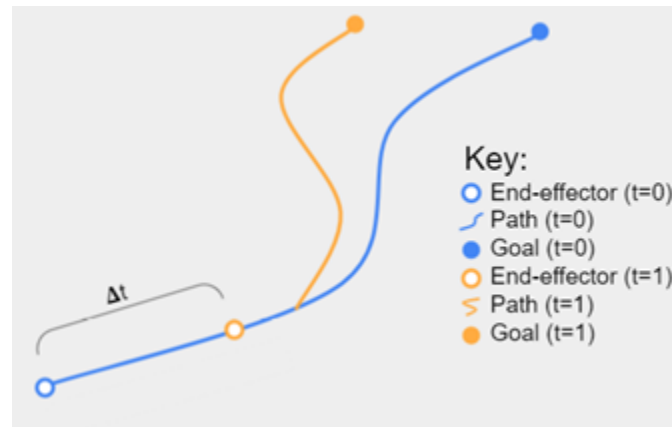 Δt
Key:
End-effector (t=0)
Path (t=0)
Goal (t=0)
End-effector (t=1)
Path (t=1)
Goal (t=1)